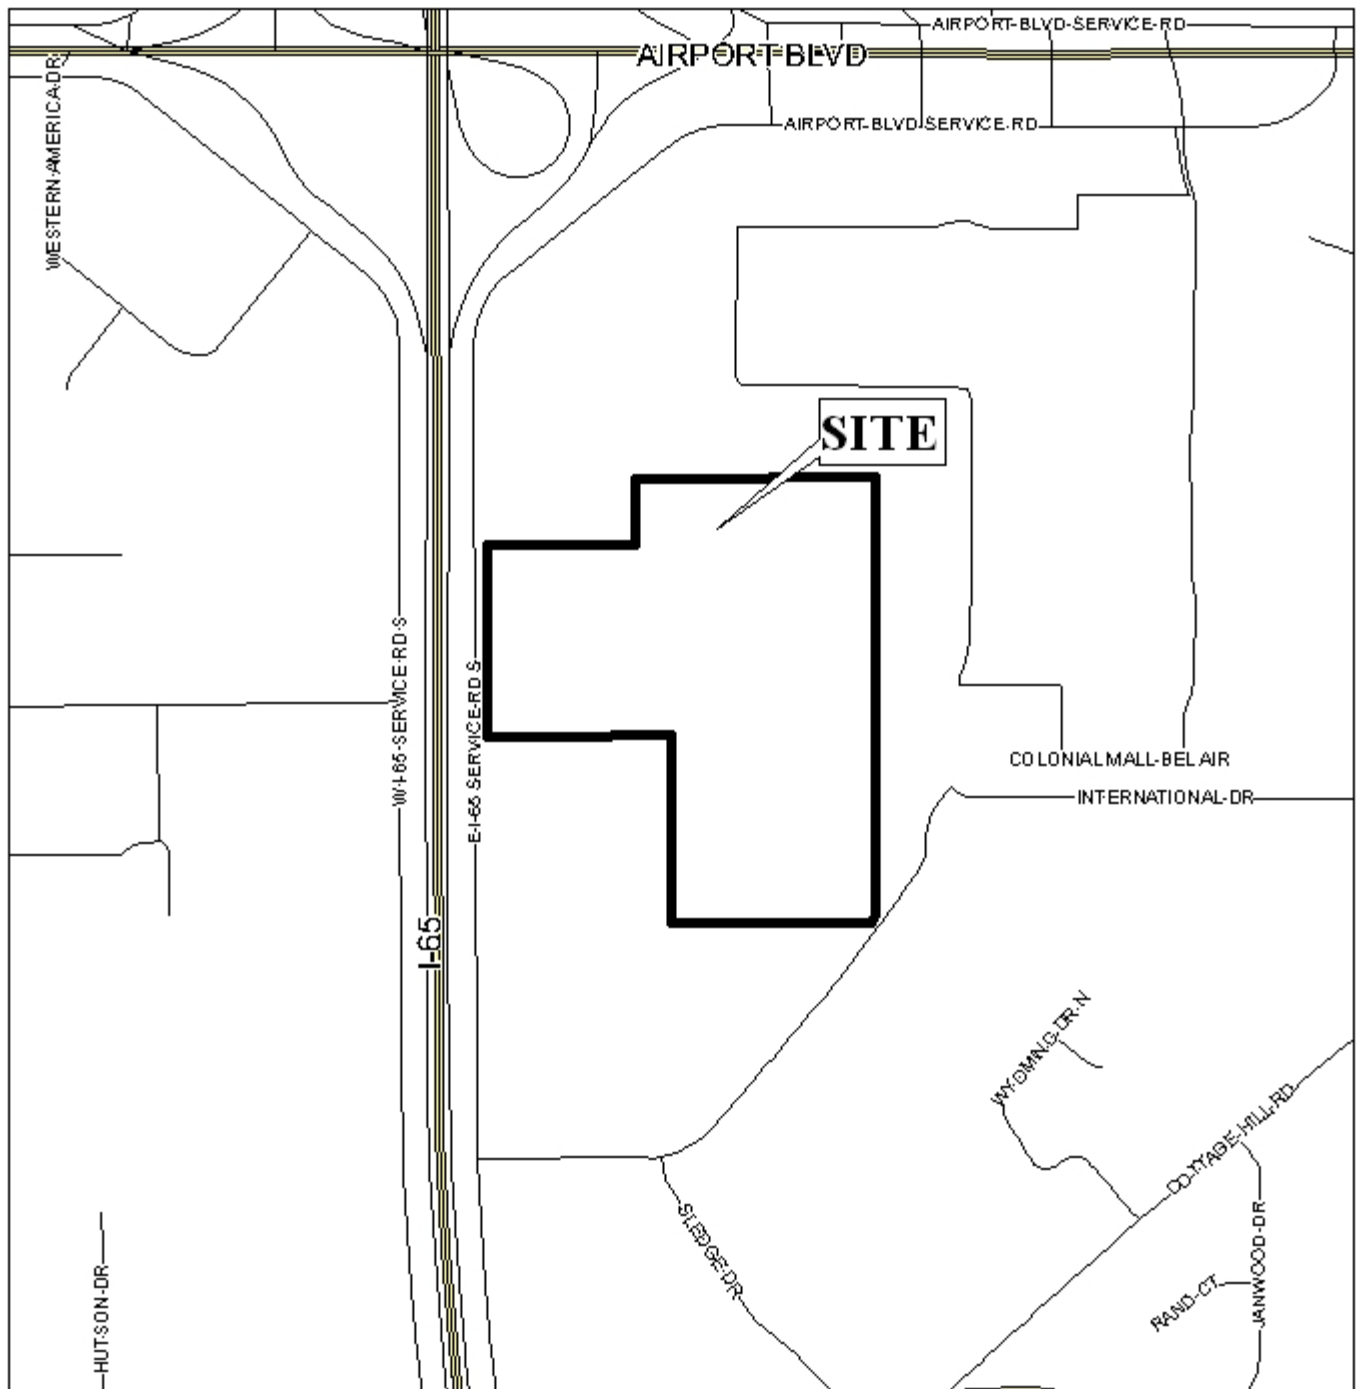 AIRPORT-BLVD-SERVICE-RD
AIRPORT BLVD
WESTERN-AMERICA-DR
AIRPORT-BLVD-SERVICE-RD
SITE
W-I-65-SERVICE-RD-S
E-I-65 SERVICE-RD S
COLONIAL MALL-BEL AIR
INTERNATIONAL-DR
I-65
WYOMING-DR-N
COTTAGE-HILL-RD
SLEDGE-DR
JANWOOD-DR
RAND-CT
HUTSON-DR